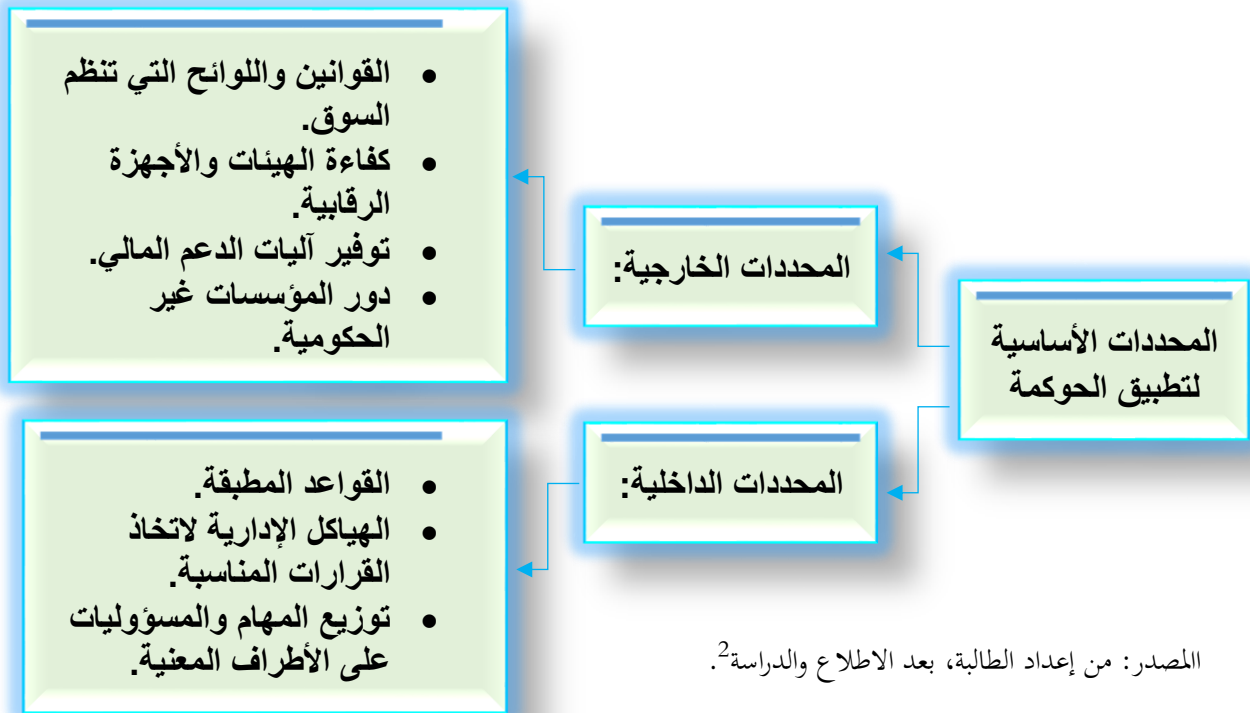 المحددات الأساسية
لتطبيق الحوكمة
المحددات الخارجية:
• القوانين واللوائح التي تنظم
السوق.
• كفاءة الهيئات والأجهزة
الرقابية.
• توفير آليات الدعم المالي.
• دور المؤسسات غير
الحكومية.
المحددات الداخلية:
• القواعد المطبقة.
• الهياكل الإدارية لاتخاذ
القرارات المناسبة.
• توزيع المهام والمسؤوليات
على الأطراف المعنية.
االمصدر: من إعداد الطالبة، بعد الاطلاع والدراسة2.